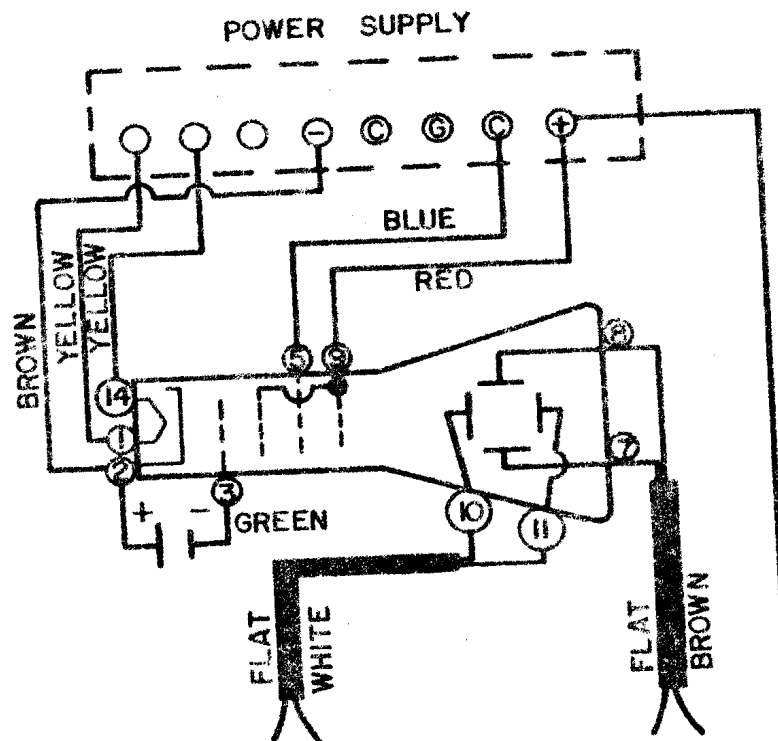 POWER SUPPLY
− C G C +
BLUE
RED
BROWN
YELLOW
YELLOW
5 9
8
14
1
2
7
3
+ −
GREEN
10
11
FLAT
WHITE
FLAT
BROWN